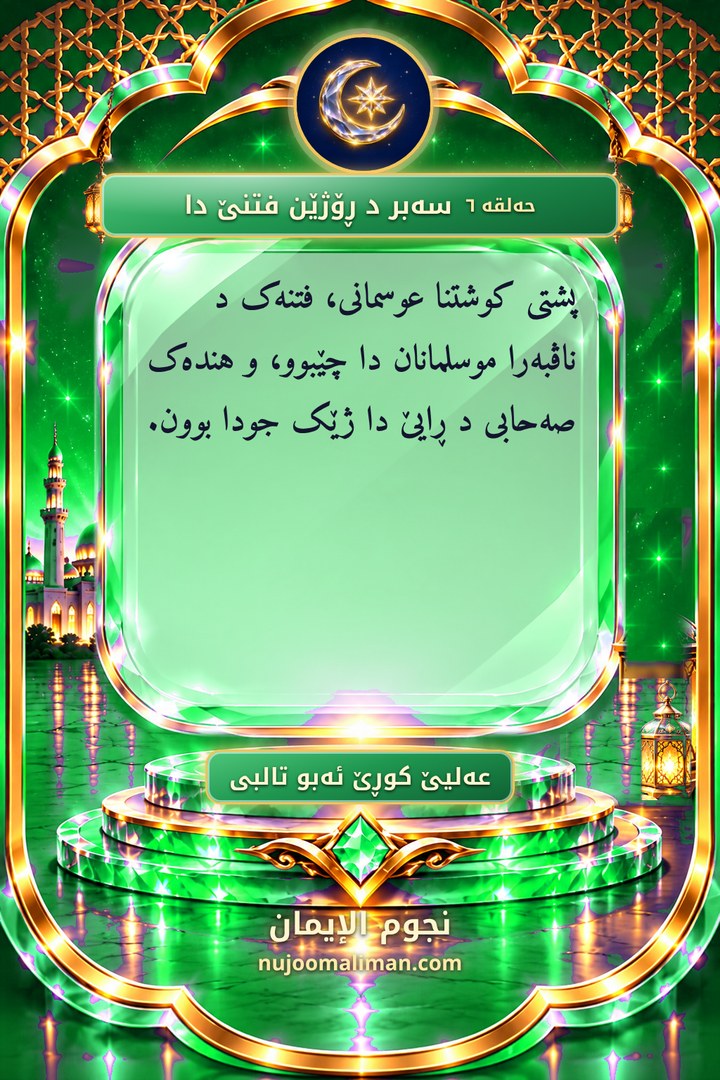 حەلقە ٦ سەبر د ڕۆژێن فتنێ دا
پشتی کوشتنا عوسمانی، فتنەک د
ناڤبەرا موسلمانان دا چێبوو، و هندەک
صەحابی د ڕایێ دا ژێک جودا بوون.
عەلیێ کوڕێ ئەبو تالبی
نجوم الإيمان
nujoomaliman.com